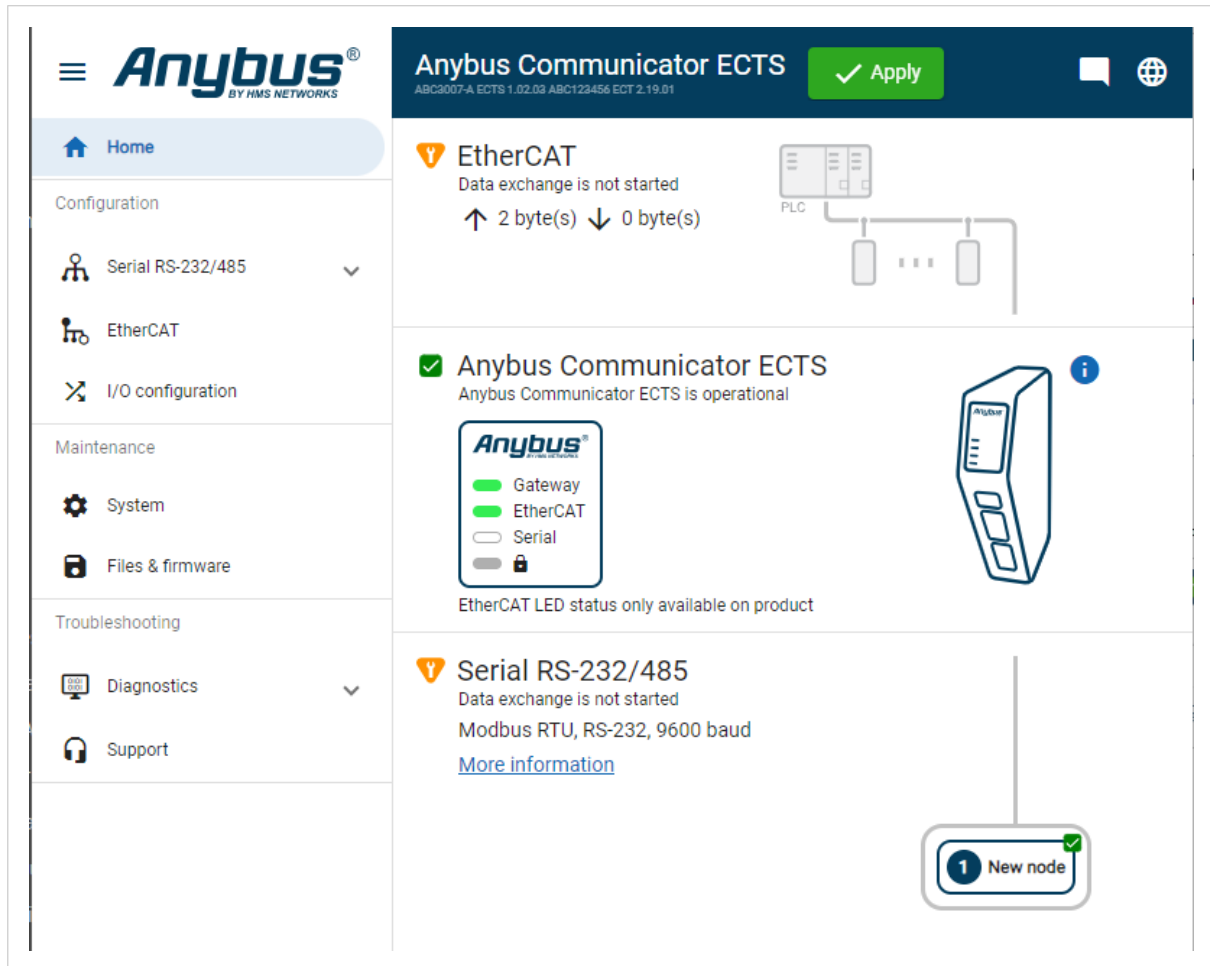 Anybus®
BY HMS NETWORKS
Home
Configuration
Serial RS-232/485
EtherCAT
I/O configuration
Maintenance
System
Files & firmware
Troubleshooting
Diagnostics
Support
Anybus Communicator ECTS
ABC3007-A ECTS 1.02.03 ABC123456 ECT 2.19.01
Apply
EtherCAT
Data exchange is not started
2 byte(s) 0 byte(s)
PLC
Anybus Communicator ECTS
Anybus Communicator ECTS is operational
Anybus®
BY HMS NETWORKS
Gateway
EtherCAT
Serial
EtherCAT LED status only available on product
Anybus
Serial RS-232/485
Data exchange is not started
Modbus RTU, RS-232, 9600 baud
More information
1 New node